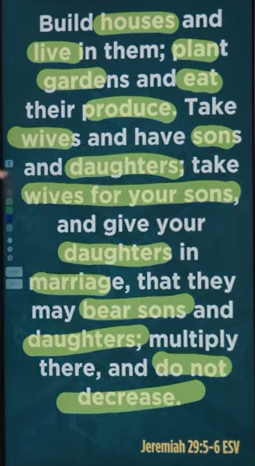 Build houses and
live in them; plant
gardens and eat
their produce. Take
wives and have sons
and daughters; take
wives for your sons,
and give your
daughters in
marriage, that they
may bear sons and
daughters; multiply
there, and do not
decrease.
Jeremiah 29:5-6 ESV